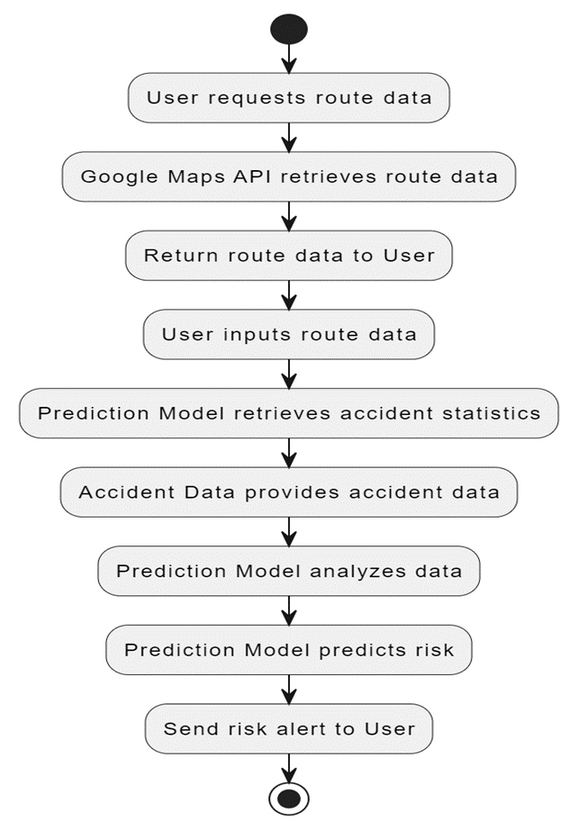 User requests route data
Google Maps API retrieves route data
Return route data to User
User inputs route data
Prediction Model retrieves accident statistics
Accident Data provides accident data
Prediction Model analyzes data
Prediction Model predicts risk
Send risk alert to User